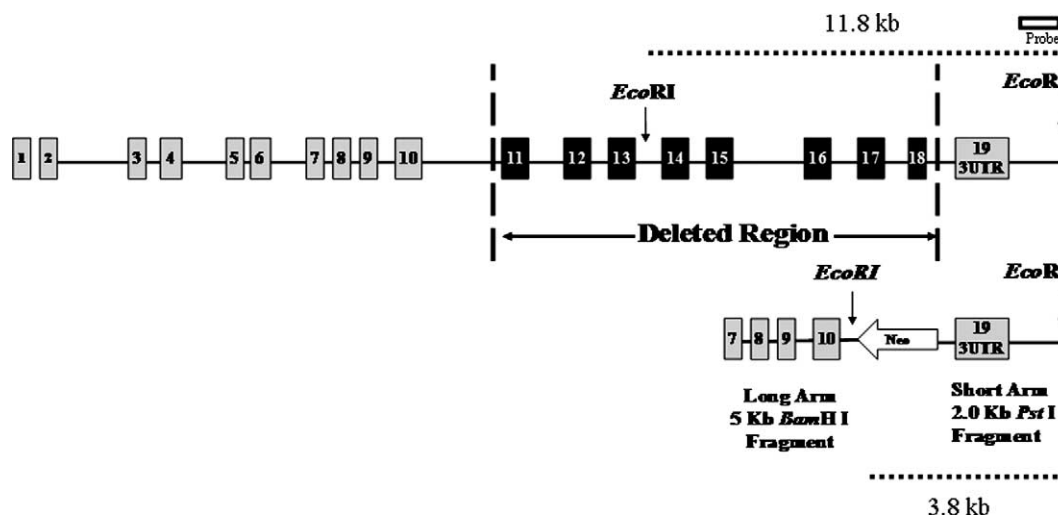 11.8 kb
Probe
EcoRI
EcoR
1 2 3 4 5 6 7 8 9 10 11 12 13 14 15 16 17 18 19
3UTR
Deleted Region
EcoRI
EcoR
7 8 9 10 Neo 19
3UTR
Long Arm
5 Kb BamH I
Fragment
Short Arm
2.0 Kb Pst I
Fragment
3.8 kb